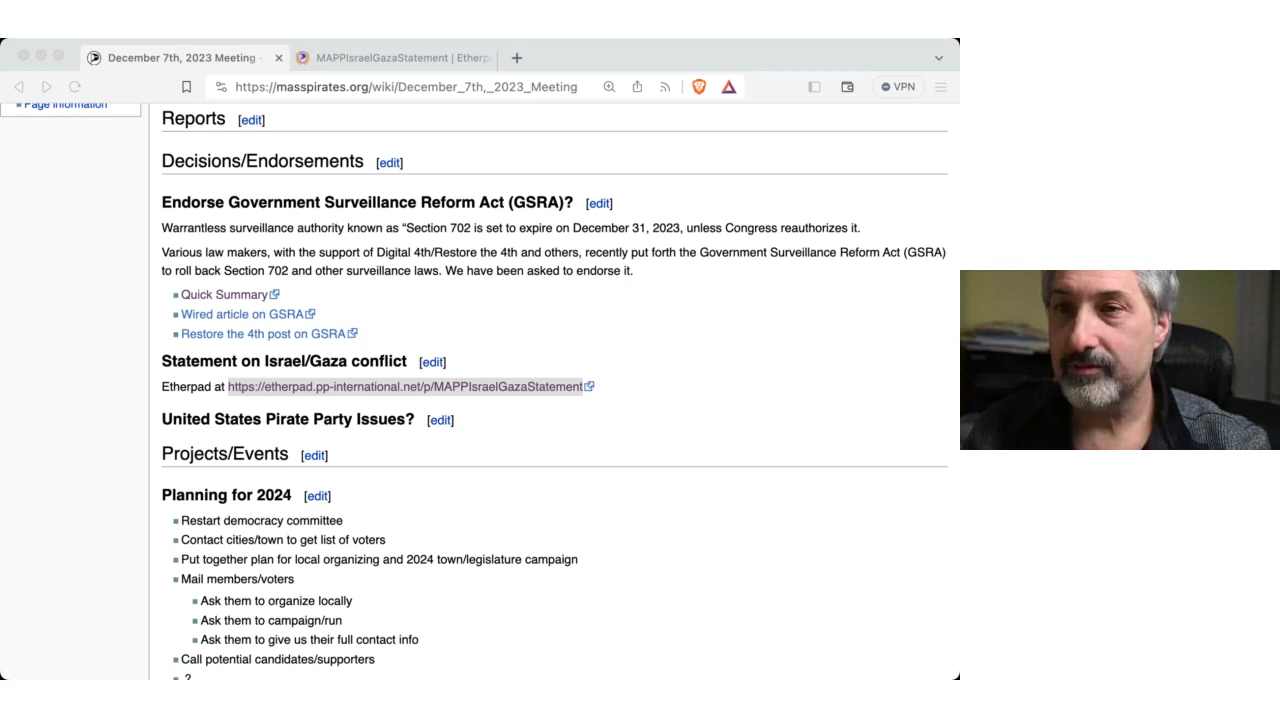 December 7th, 2023 Meeting -
MAPPIsraelGazaStatement | Etherp
https://masspirates.org/wiki/December_7th,_2023_Meeting
VPN
Page information
Reports [edit]
Decisions/Endorsements [edit]
Endorse Government Surveillance Reform Act (GSRA)? [edit]
Warrantless surveillance authority known as “Section 702 is set to expire on December 31, 2023, unless Congress reauthorizes it.
Various law makers, with the support of Digital 4th/Restore the 4th and others, recently put forth the Government Surveillance Reform Act (GSRA)
to roll back Section 702 and other surveillance laws. We have been asked to endorse it.
Quick Summary
Wired article on GSRA
Restore the 4th post on GSRA
Statement on Israel/Gaza conflict [edit]
Etherpad at https://etherpad.pp-international.net/p/MAPPIsraelGazaStatement
United States Pirate Party Issues? [edit]
Projects/Events [edit]
Planning for 2024 [edit]
Restart democracy committee
Contact cities/town to get list of voters
Put together plan for local organizing and 2024 town/legislature campaign
Mail members/voters
Ask them to organize locally
Ask them to campaign/run
Ask them to give us their full contact info
Call potential candidates/supporters
?